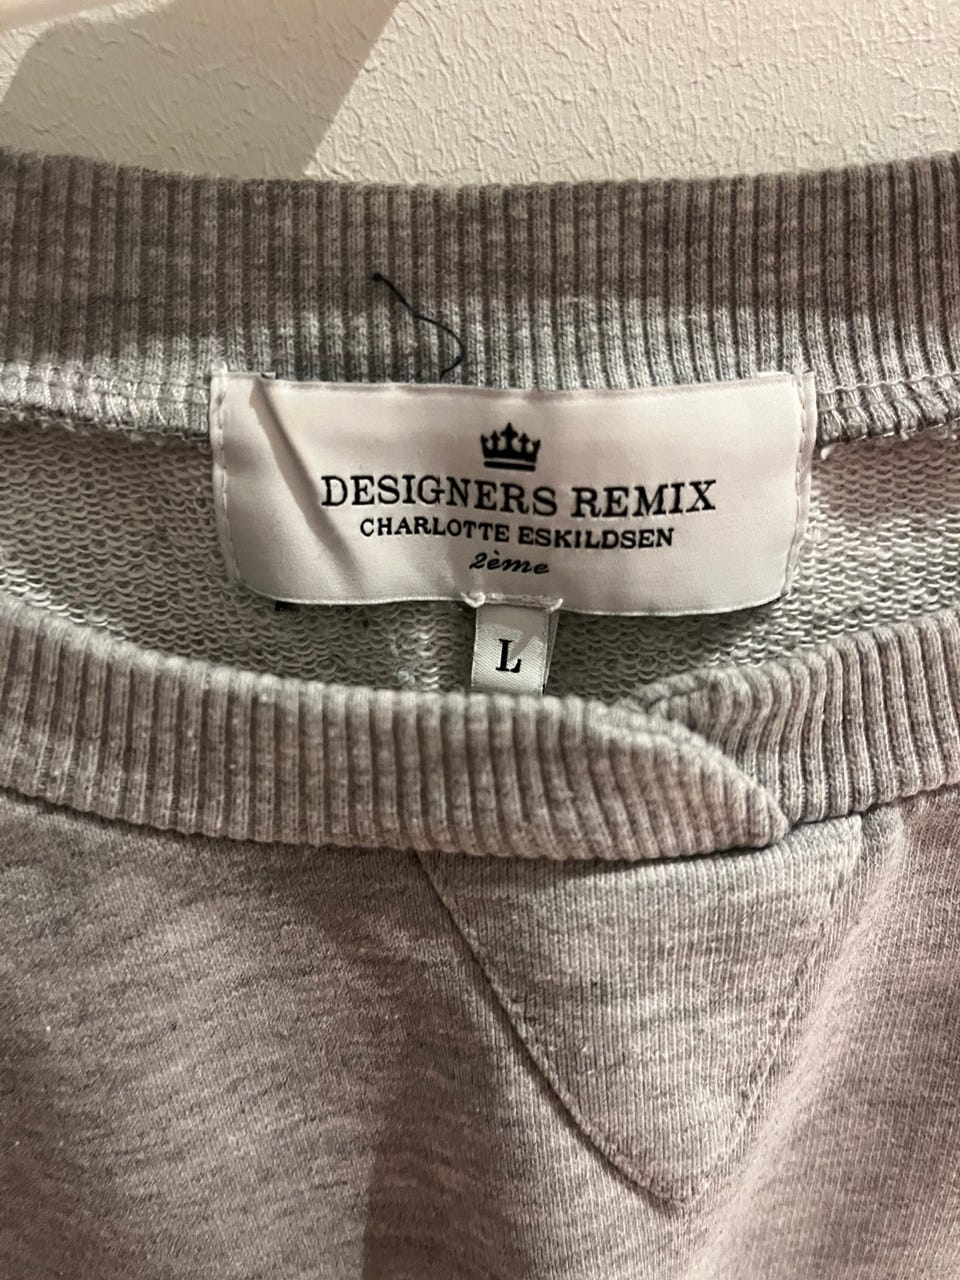 DESIGNERS REMIX
CHARLOTTE ESKILDSEN
2ème
L